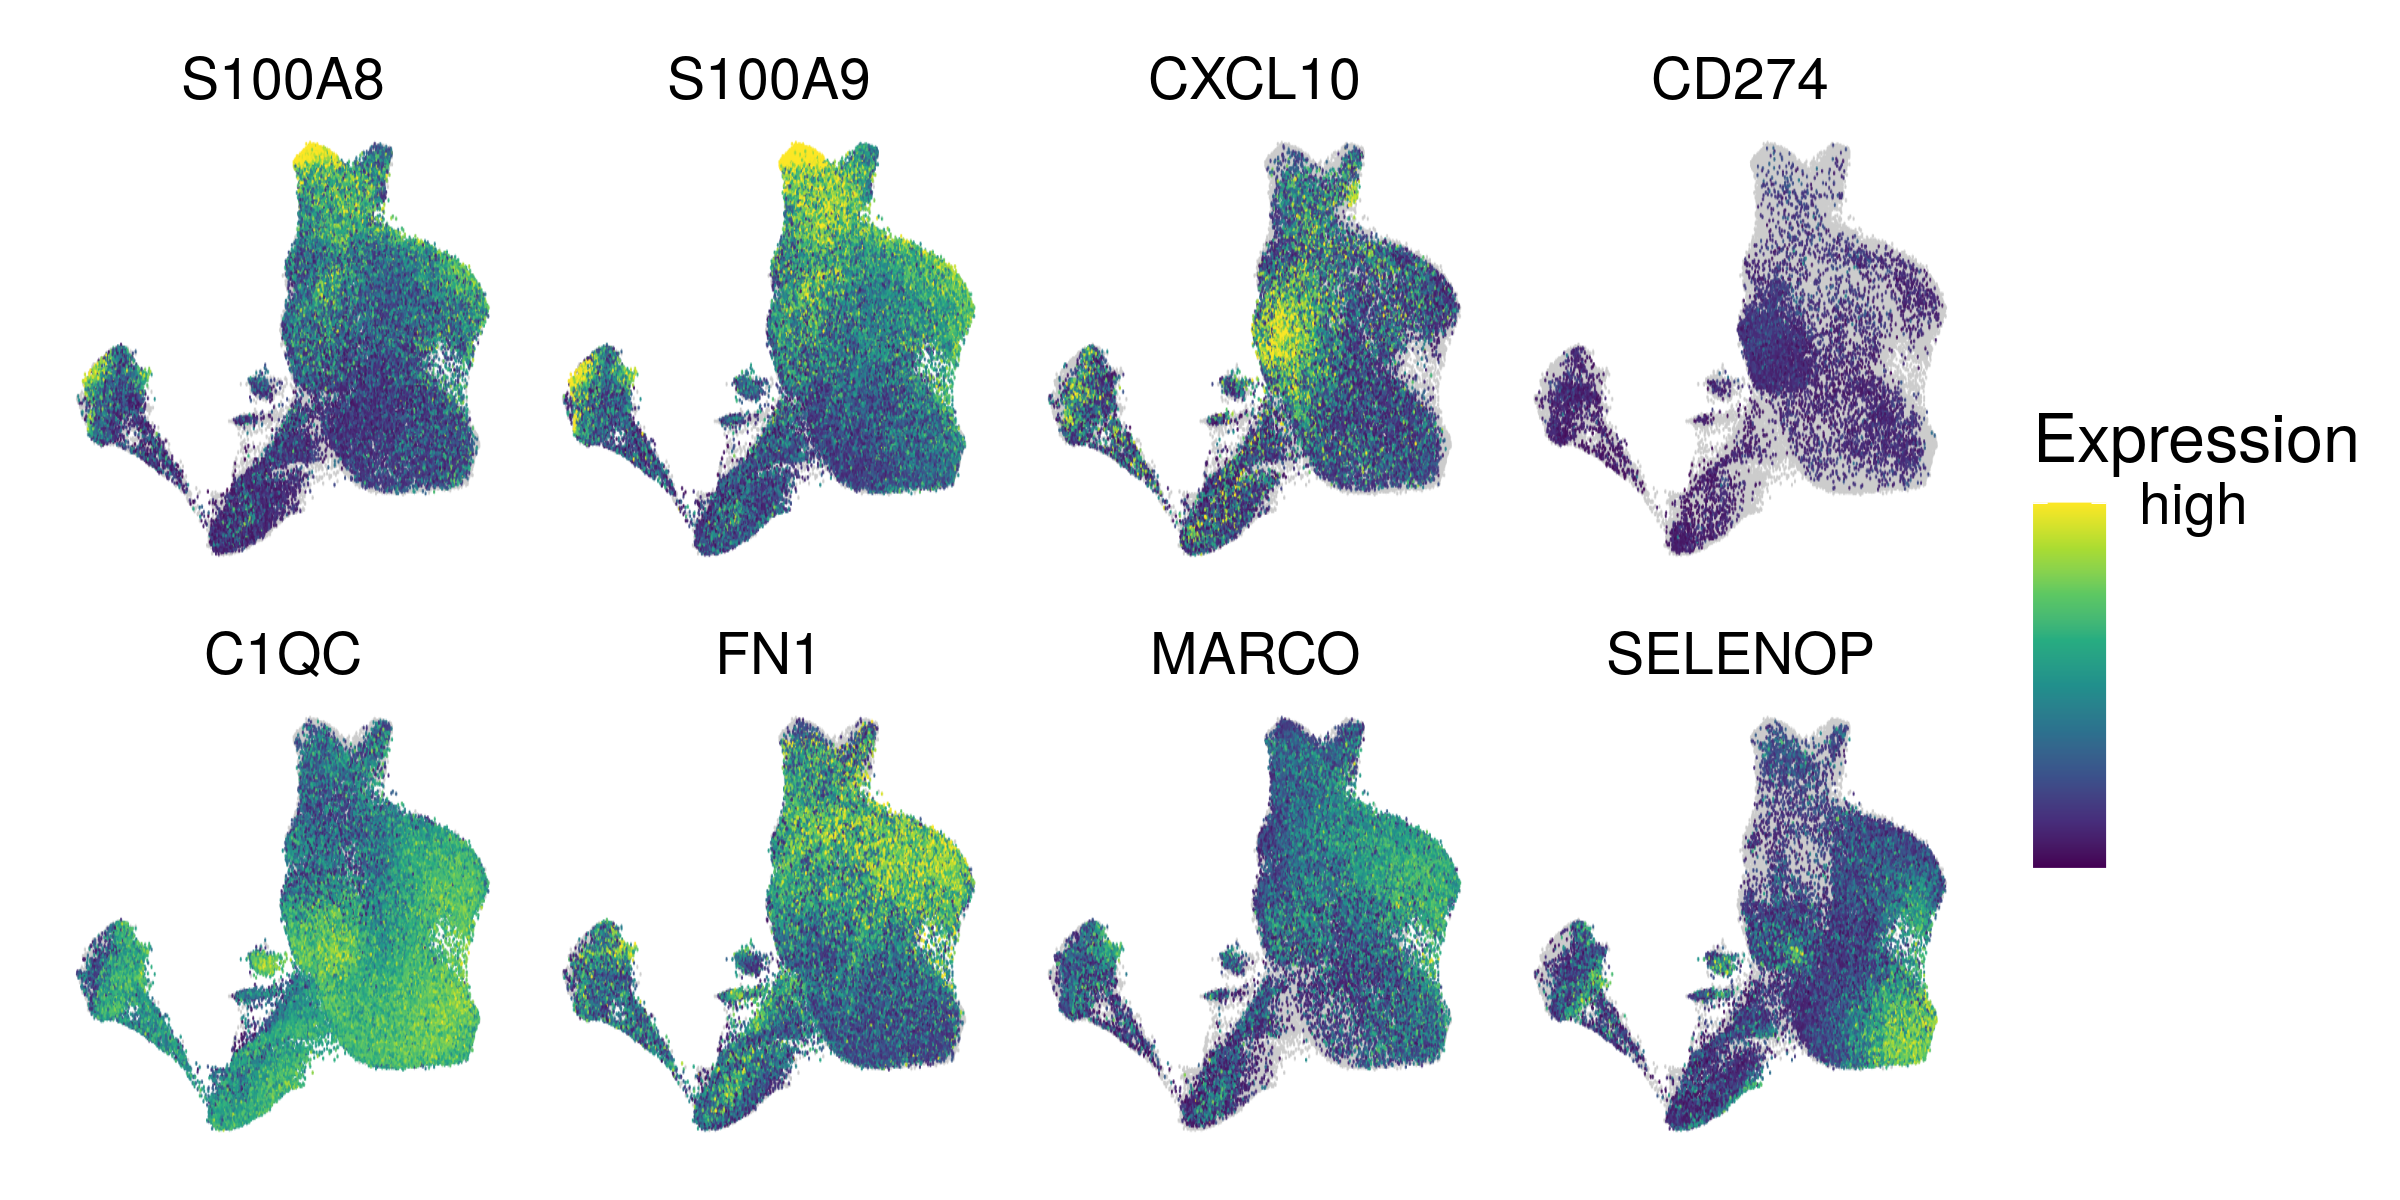 S100A8
S100A9
CXCL10
CD274
Expression
high
C1QC
FN1
MARCO
SELENOP